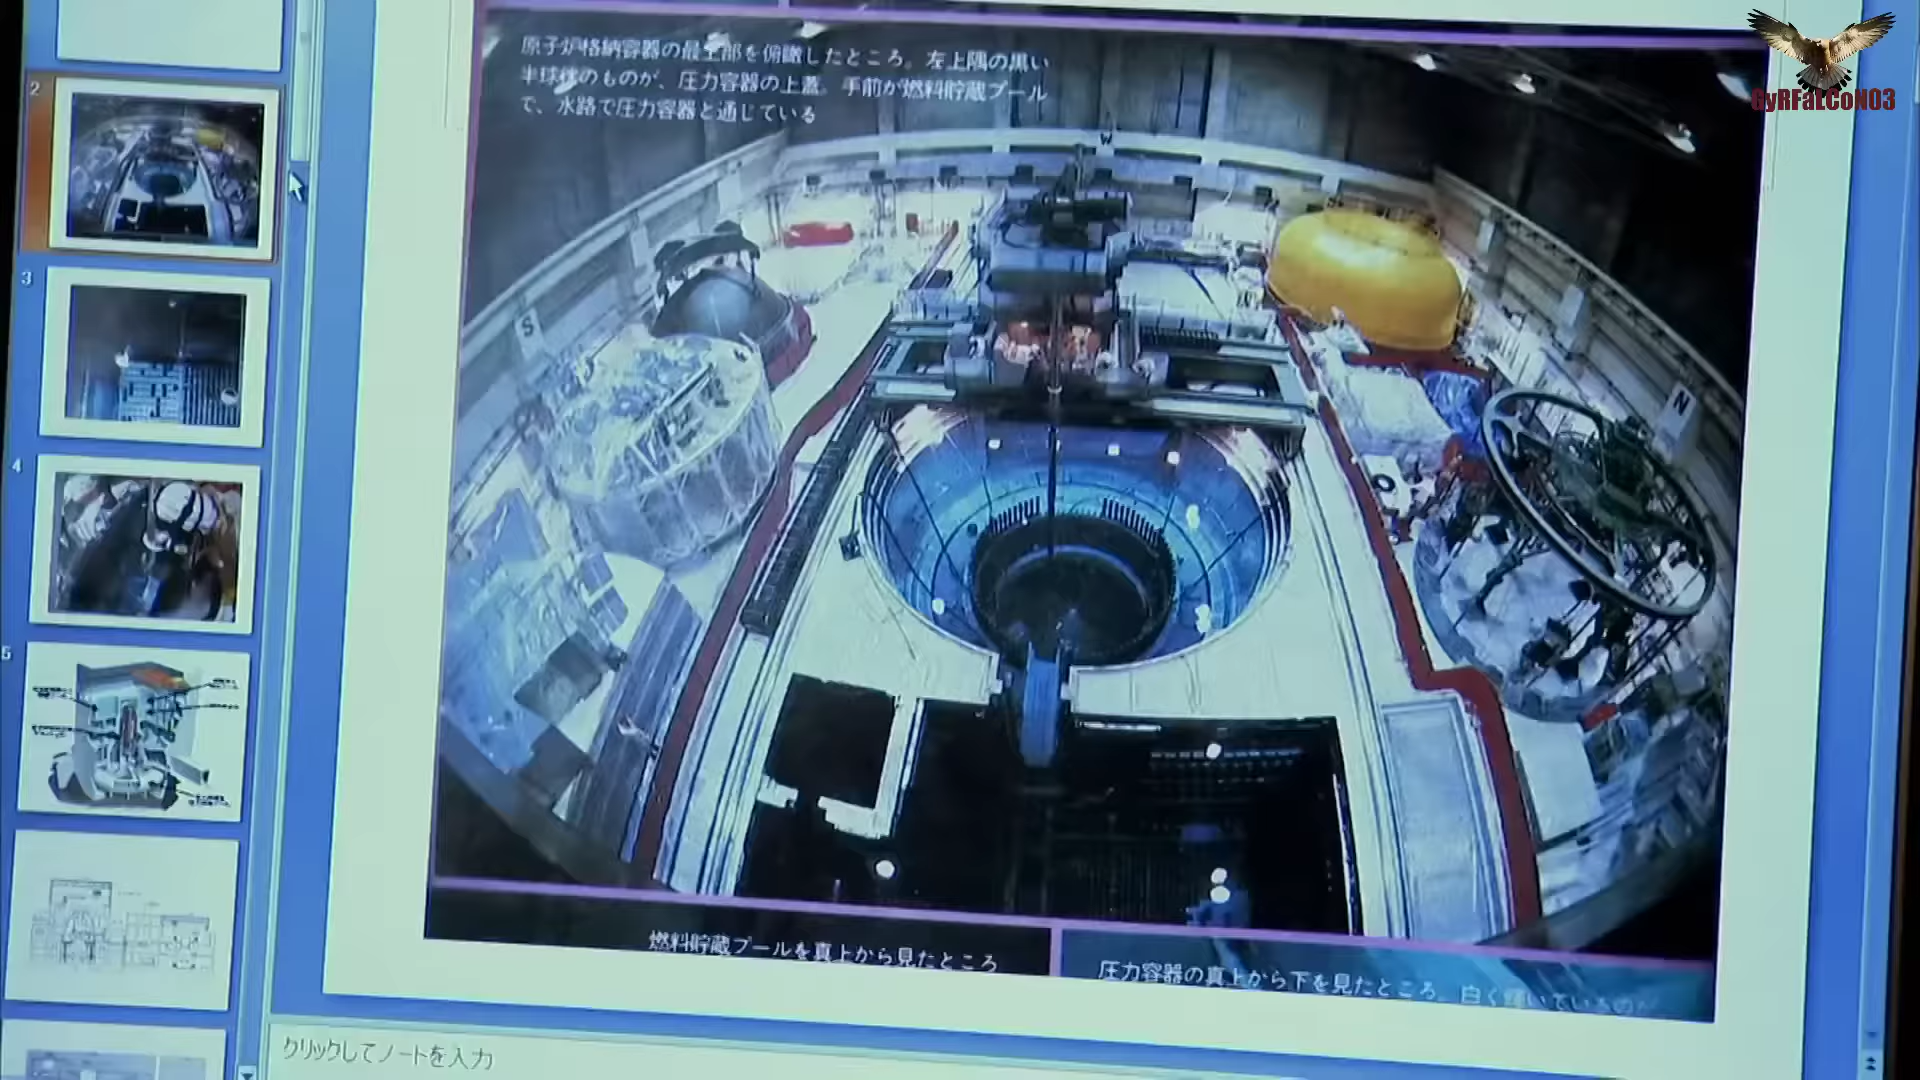 GyRFaLCoN03
原子炉格納容器の最上部を俯瞰したところ。左上隅の黒い
半球体のものが、圧力容器の上蓋。手前が燃料貯蔵プール
で、水路で圧力容器と通じている
W
S
N
2
3
4
5
燃料貯蔵プールを真上から見たところ
圧力容器の真上から下を見たところ。白く輝いているのが
クリックしてノートを入力